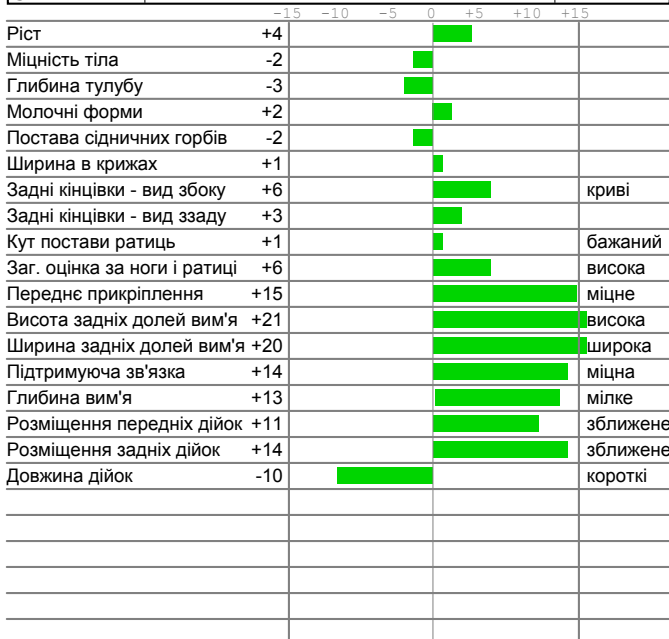 -15 -10 -5 0 +5 +10 +15
Ріст +4
Міцність тіла -2
Глибина тулубу -3
Молочні форми +2
Постава сідничних горбів -2
Ширина в крижах +1
Задні кінцівки - вид збоку +6 криві
Задні кінцівки - вид ззаду +3
Кут постави ратиць +1 бажаний
Заг. оцінка за ноги і ратиці +6 висока
Переднє прикріплення +15 міцне
Висота задніх долей вим'я +21 висока
Ширина задніх долей вим'я +20 широка
Підтримуюча зв'язка +14 міцна
Глибина вим'я +13 мілке
Розміщення передніх дійок +11 зближене
Розміщення задніх дійок +14 зближене
Довжина дійок -10 короткі